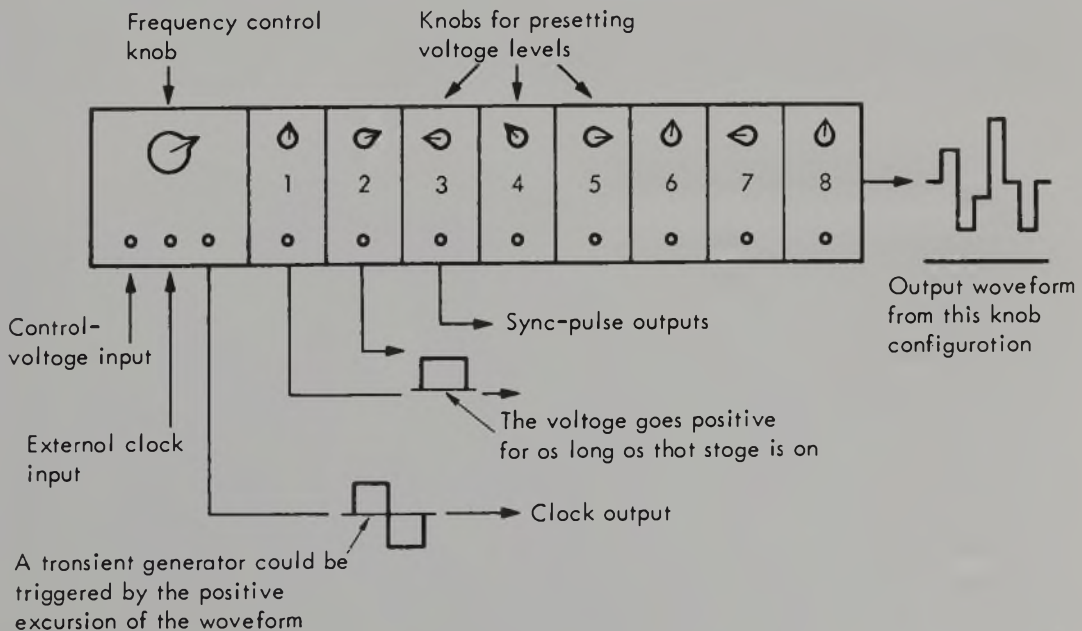 Frequency control
knob
Knobs for presetting
voltage levels
1
2
3
4
5
6
7
8
Control-
voltage input
Sync-pulse outputs
Output woveform
from this knob
configurotion
The voltage goes positive
for os long os thot stage is on
External clock
input
Clock output
A tronsient generator could be
triggered by the positive
excursion of the woveform